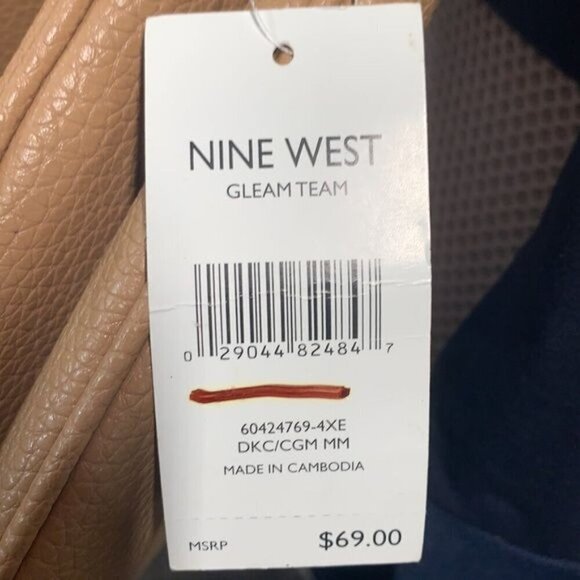 NINE WEST
GLEAM TEAM
0 29044 82484 7
60424769-4XE
DKC/CGM MM
MADE IN CAMBODIA
MSRP $69.00